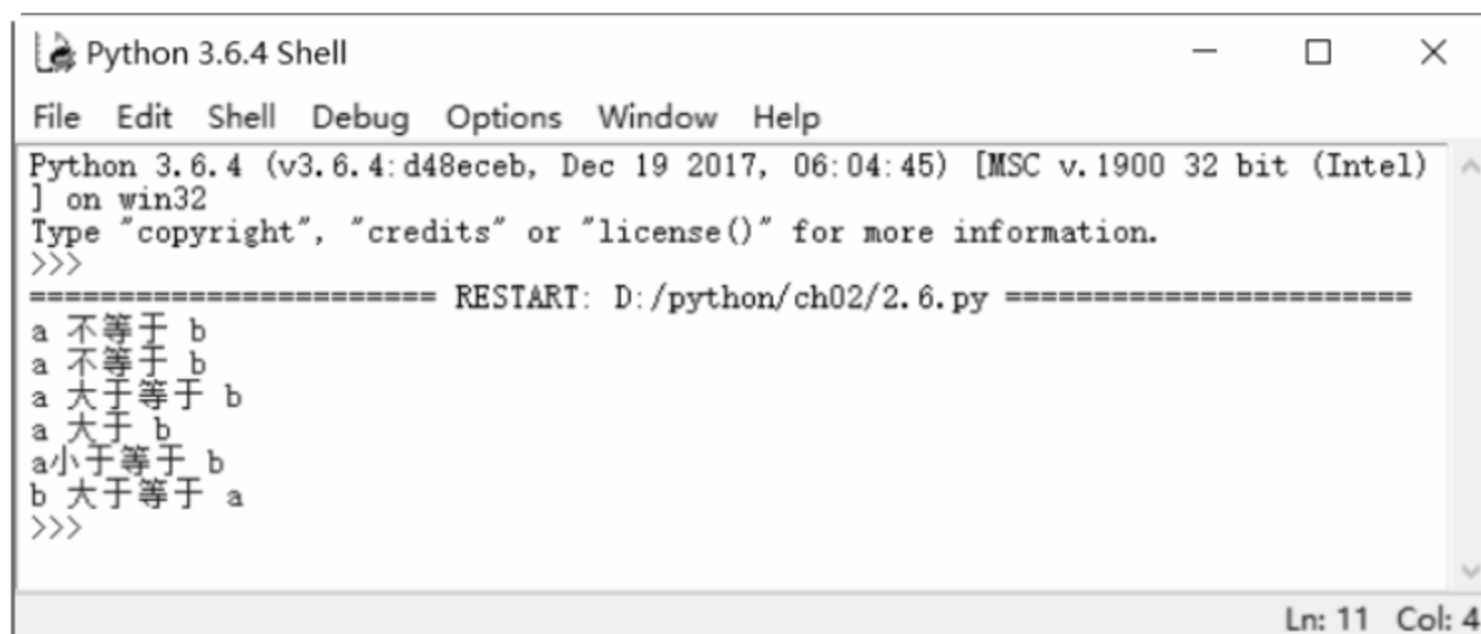 Python 3.6.4 Shell
File Edit Shell Debug Options Window Help
Python 3.6.4 (v3.6.4:d48eceb, Dec 19 2017, 06:04:45) [MSC v.1900 32 bit (Intel)
] on win32
Type "copyright", "credits" or "license()" for more information.
>>>
======================= RESTART: D:/python/ch02/2.6.py =======================
a 不等于 b
a 不等于 b
a 大于等于 b
a 大于 b
a小于等于 b
b 大于等于 a
>>>
Ln: 11 Col: 4